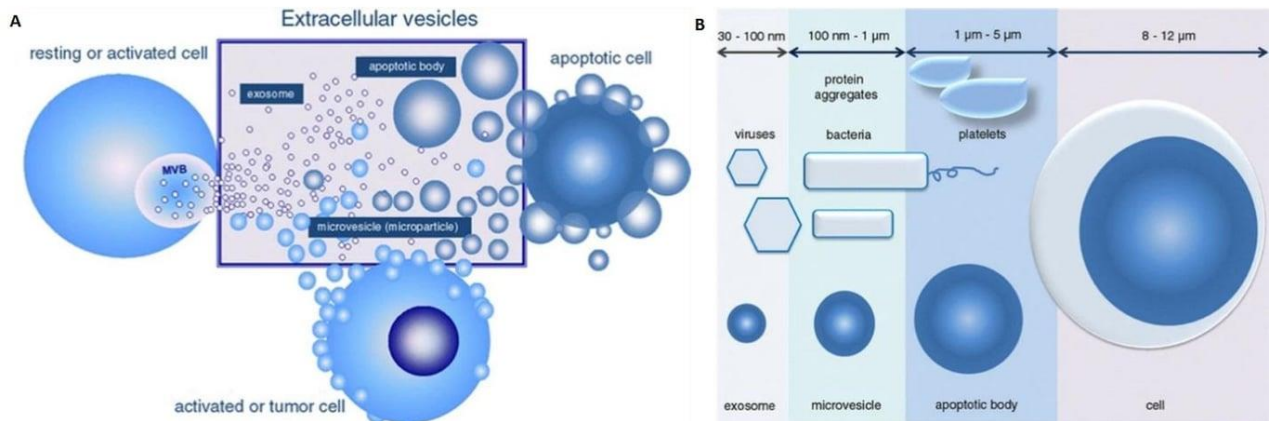 A
Extracellular vesicles
resting or activated cell
apoptotic body
apoptotic cell
exosome
MVB
microvesicle (microparticle)
activated or tumor cell
B
30 - 100 nm
100 nm - 1 µm
1 µm - 5 µm
8 - 12 µm
protein
aggregates
viruses
bacteria
platelets
exosome
microvesicle
apoptotic body
cell